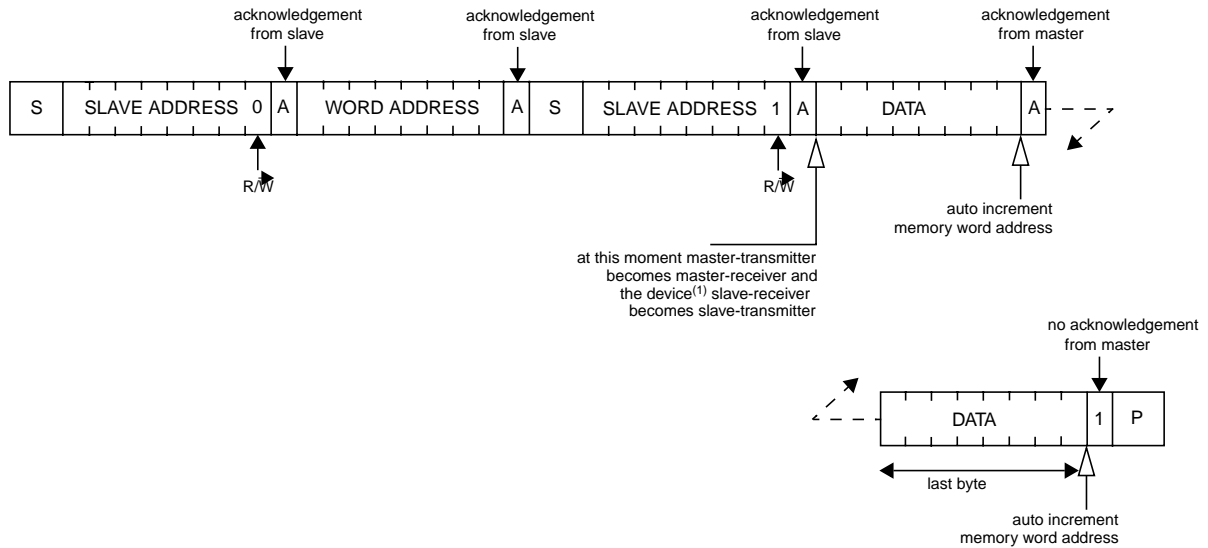 acknowledgement
from slave
acknowledgement
from slave
acknowledgement
from slave
acknowledgement
from master
S SLAVE ADDRESS 0 A WORD ADDRESS A S SLAVE ADDRESS 1 A DATA A
R/W̅
R/W̅
auto increment
memory word address
at this moment master-transmitter
becomes master-receiver and
the device(1) slave-receiver
becomes slave-transmitter
no acknowledgement
from master
DATA 1 P
last byte
auto increment
memory word address